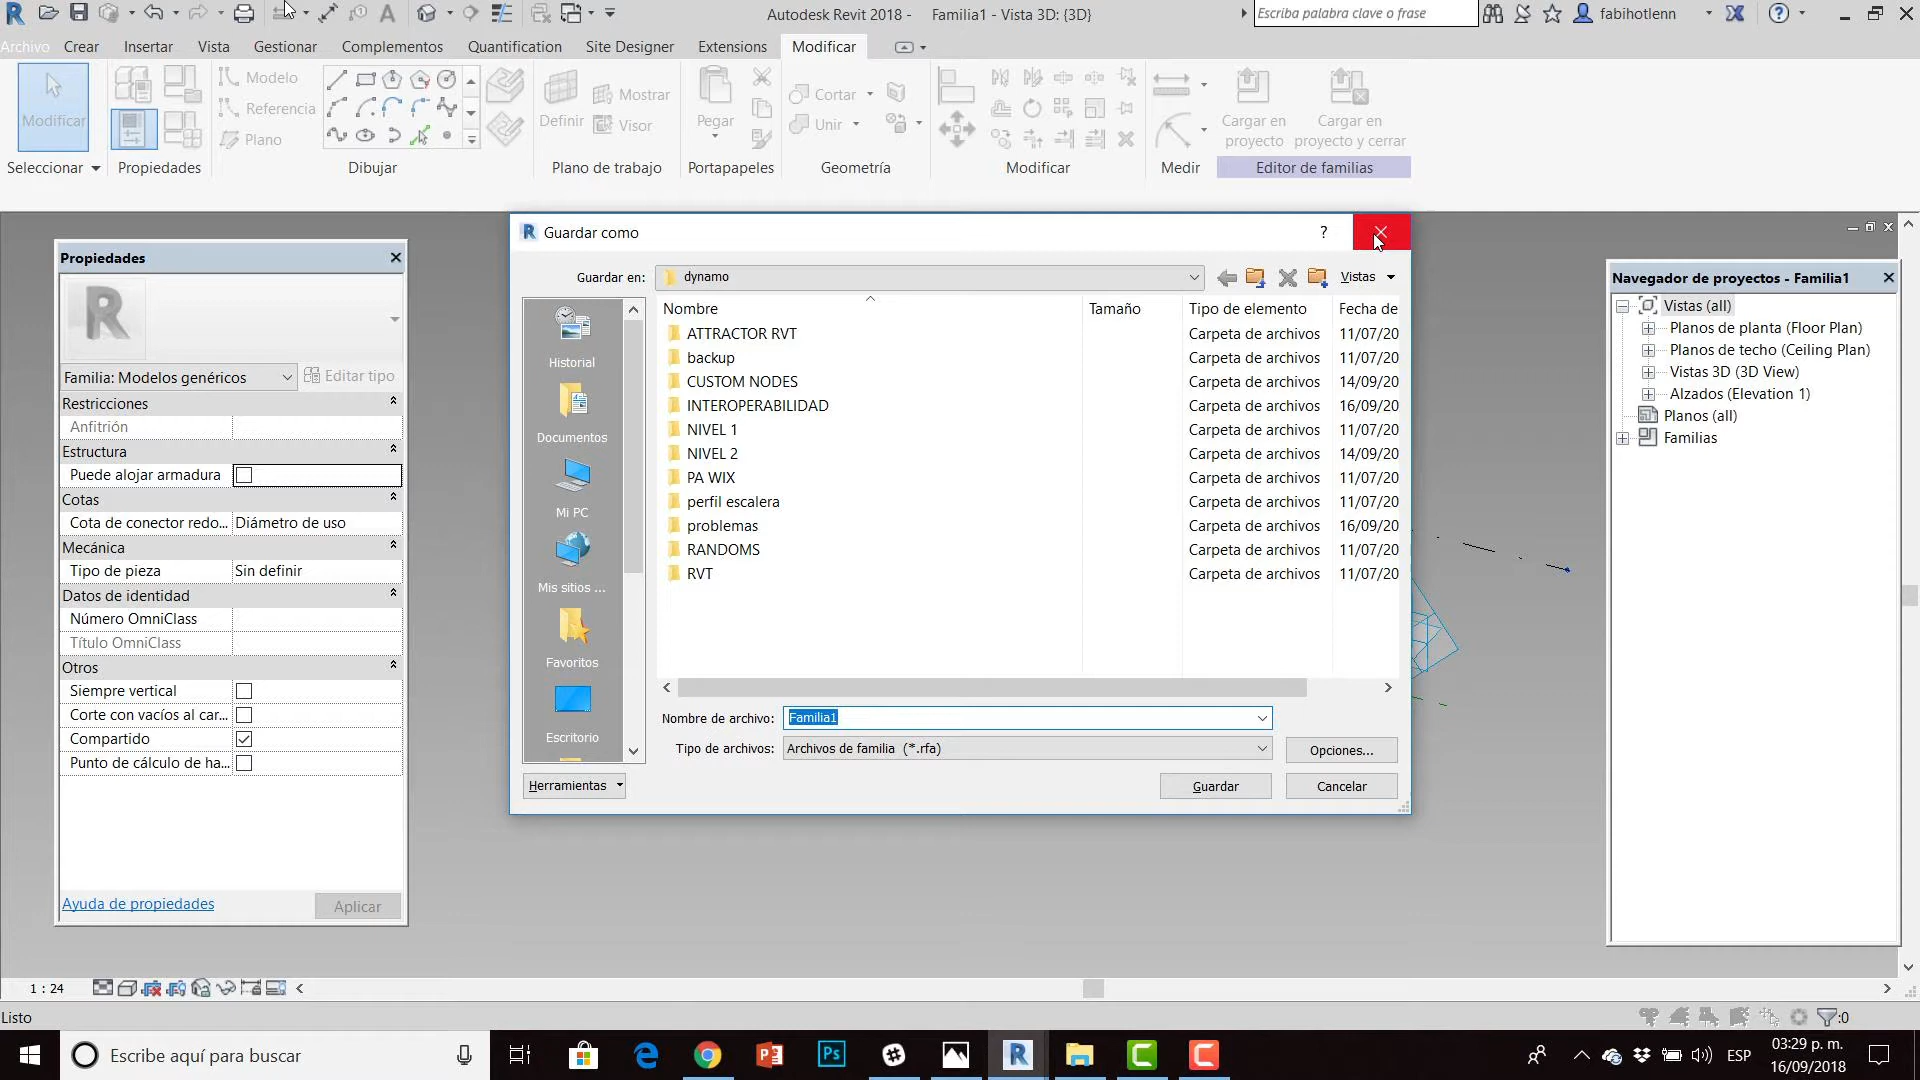 Autodesk Revit 2018 - Familia1 - Vista 3D: {3D}
Escriba palabra clave o frase
fabihotlenn
Archivo Crear Insertar Vista Gestionar Complementos Quantification Site Designer Extensions Modificar
Modificar
Modelo
Referencia
Plano
Definir
Mostrar
Visor
Pegar
Cortar
Unir
Cargar en proyecto
Cargar en proyecto y cerrar
Seleccionar Propiedades Dibujar Plano de trabajo Portapapeles Geometría Modificar Medir Editor de familias
Propiedades
R
Familia: Modelos genéricos Editar tipo
Restricciones
Anfitrión
Estructura
Puede alojar armadura
Cotas
Cota de conector redo... Diámetro de uso
Mecánica
Tipo de pieza Sin definir
Datos de identidad
Número OmniClass
Título OmniClass
Otros
Siempre vertical
Corte con vacíos al car...
Compartido
Punto de cálculo de ha...
Ayuda de propiedades Aplicar
Guardar como ?
Guardar en: dynamo Vistas
Historial
Documentos
Mi PC
Mis sitios ...
Favoritos
Escritorio
Nombre Tamaño Tipo de elemento Fecha de
ATTRACTOR RVT Carpeta de archivos 11/07/20
backup Carpeta de archivos 11/07/20
CUSTOM NODES Carpeta de archivos 14/09/20
INTEROPERABILIDAD Carpeta de archivos 16/09/20
NIVEL 1 Carpeta de archivos 11/07/20
NIVEL 2 Carpeta de archivos 14/09/20
PA WIX Carpeta de archivos 11/07/20
perfil escalera Carpeta de archivos 11/07/20
problemas Carpeta de archivos 16/09/20
RANDOMS Carpeta de archivos 11/07/20
RVT Carpeta de archivos 11/07/20
Nombre de archivo: Familia1
Tipo de archivos: Archivos de familia (*.rfa) Opciones...
Herramientas Guardar Cancelar
Navegador de proyectos - Familia1
Vistas (all)
Planos de planta (Floor Plan)
Planos de techo (Ceiling Plan)
Vistas 3D (3D View)
Alzados (Elevation 1)
Planos (all)
Familias
1 : 24
Listo
:0
Escribe aquí para buscar
Ps
R
ESP
03:29 p. m.
16/09/2018